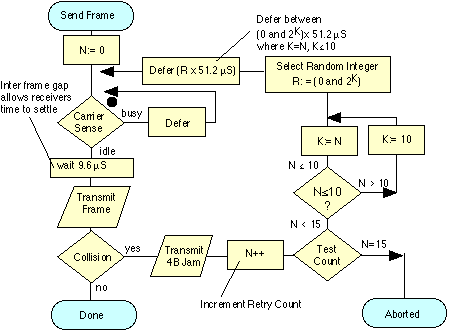 Send Frame
N:= 0
Defer between
(0 and 2K) x 51.2 µS
where K=N, K≤10
Defer (R x 51.2 µS)
Select Random Integer
R: = (0 and 2K)
Inter frame gap
allows receivers
time to settle
Carrier
Sense
busy
Defer
idle
wait 9.6 µS
K:= N
K:= 10
N ≤ 10
N≤10
?
N > 10
Transmit
Frame
N < 15
Collision
yes
Transmit
4B Jam
N++
Test
Count
N=15
no
Increment Retry Count
Done
Aborted